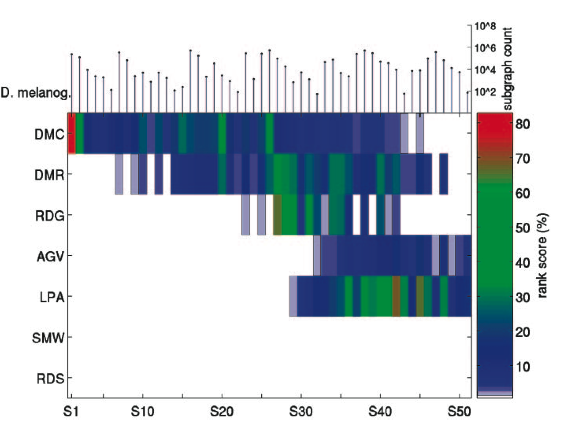 10^8
10^6
10^4
10^2
subgraph count
D. melanog.
DMC
DMR
RDG
AGV
LPA
SMW
RDS
S1 S10 S20 S30 S40 S50
80
70
60
50
40
30
20
10
rank score (%)